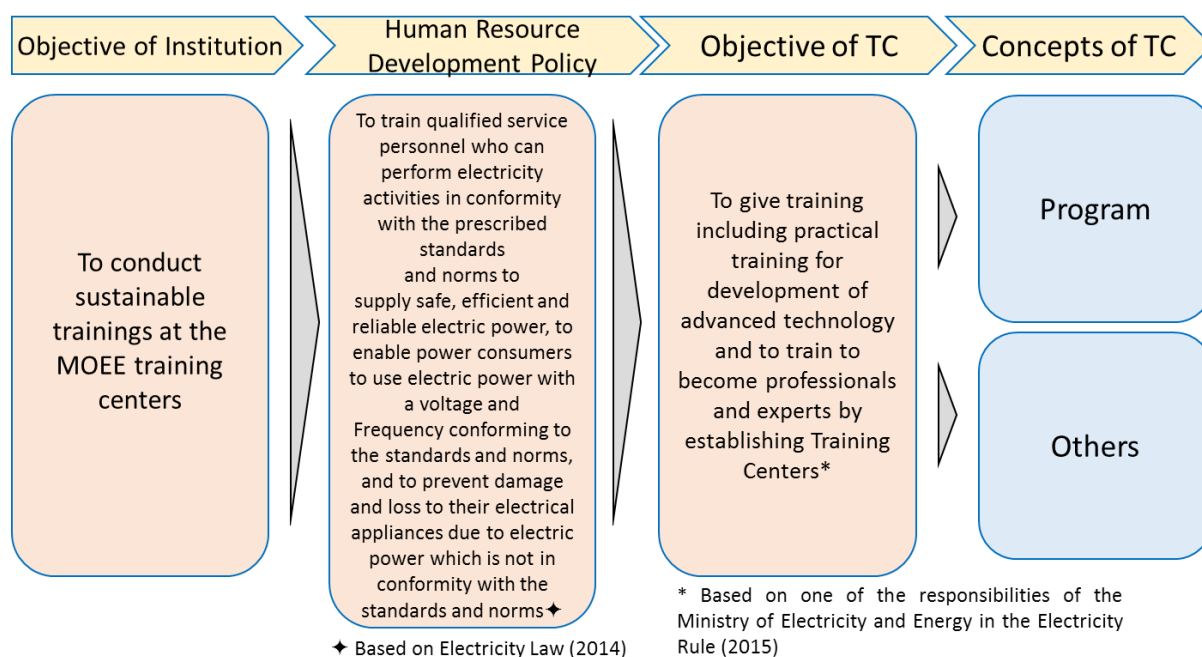 Objective of Institution
Human Resource
Development Policy
Objective of TC
Concepts of TC
To conduct
sustainable
trainings at the
MOEE training
centers
To train qualified service
personnel who can
perform electricity
activities in conformity
with the prescribed
standards
and norms to
supply safe, efficient and
reliable electric power, to
enable power consumers
to use electric power with
a voltage and
Frequency conforming to
the standards and norms,
and to prevent damage
and loss to their electrical
appliances due to electric
power which is not in
conformity with the
standards and norms✦
✦ Based on Electricity Law (2014)
To give training
including practical
training for
development of
advanced technology
and to train to
become professionals
and experts by
establishing Training
Centers*
* Based on one of the responsibilities of the
Ministry of Electricity and Energy in the Electricity
Rule (2015)
Program
Others